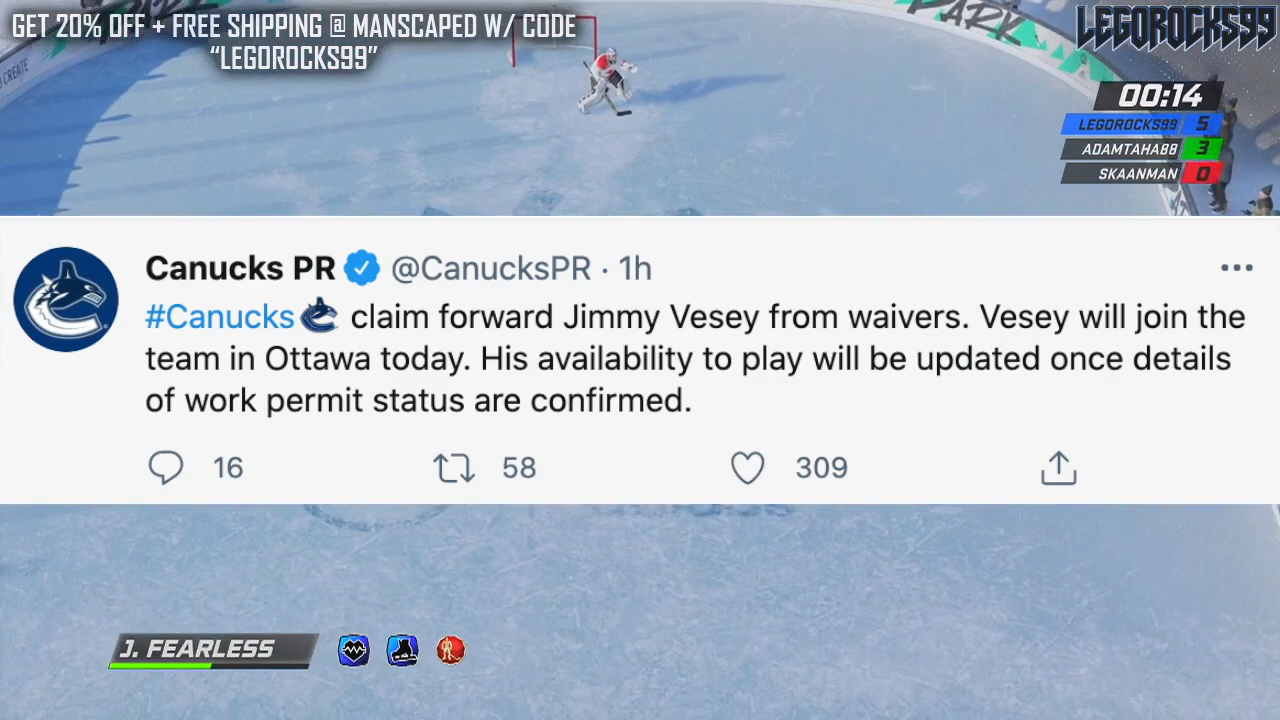 GET 20% OFF + FREE SHIPPING @ MANSCAPED W/ CODE
"LEGOROCKS99"
LEGOROCKS99
PARK
CREATE
00:14
LEGOROCKS99 5
ADAMTAHA88 3
SKAANMAN 0
Canucks PR @CanucksPR · 1h
#Canucks claim forward Jimmy Vesey from waivers. Vesey will join the
team in Ottawa today. His availability to play will be updated once details
of work permit status are confirmed.
16 58 309
J. FEARLESS